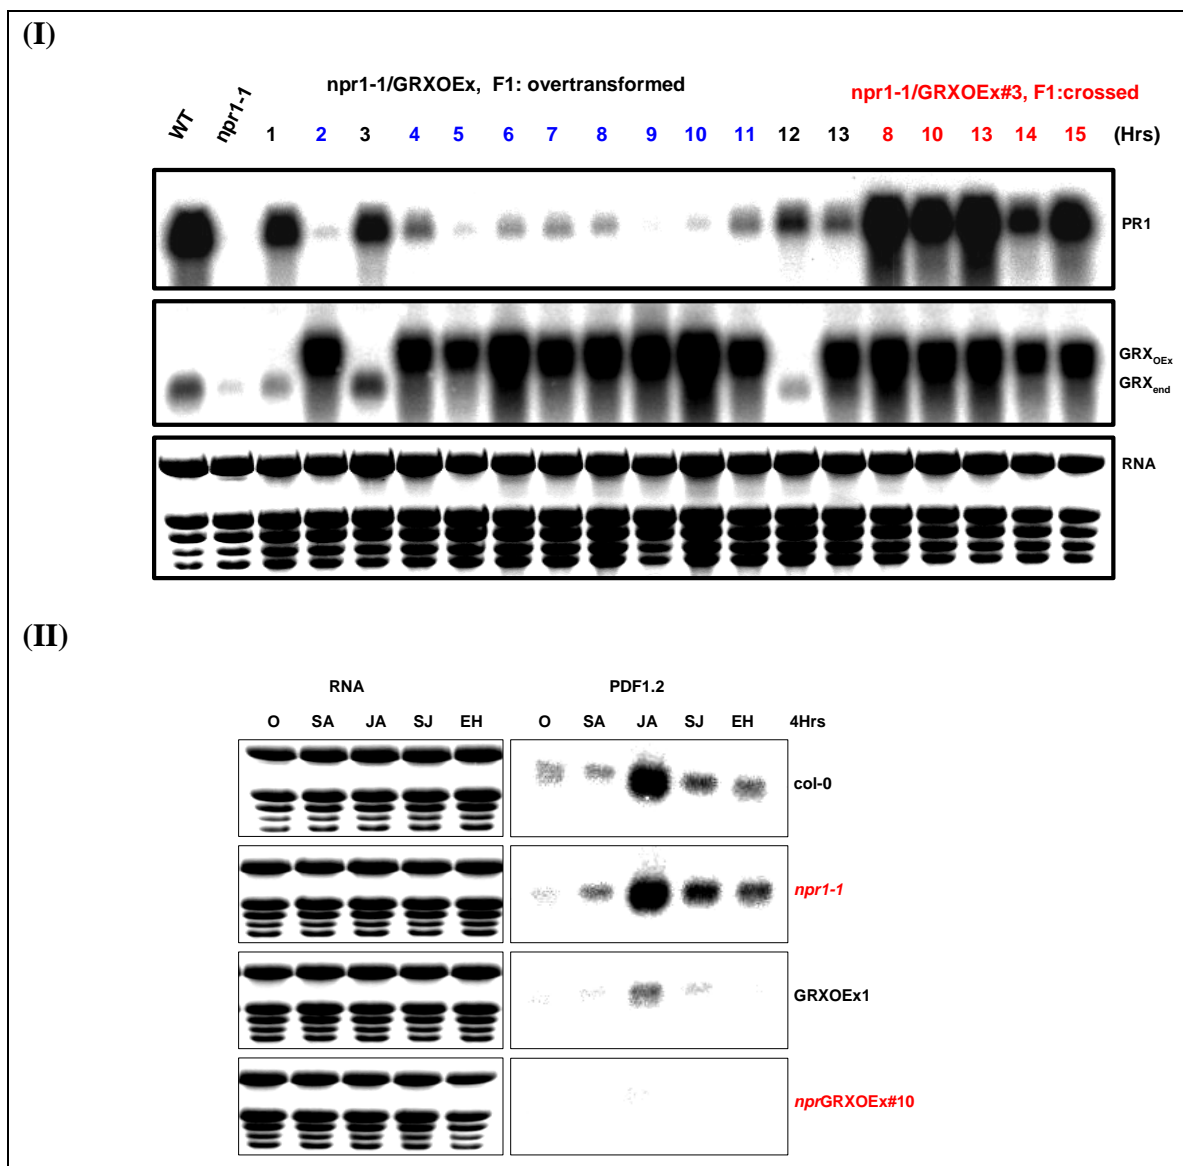 (I)
npr1-1/GRXOEx, F1: overtransformed
npr1-1/GRXOEx#3, F1:crossed
WT npr1-1 1 2 3 4 5 6 7 8 9 10 11 12 13 8 10 13 14 15 (Hrs)
PR1
GRXOEx
GRXend
RNA
(II)
RNA PDF1.2
O SA JA SJ EH O SA JA SJ EH 4Hrs
col-0
npr1-1
GRXOEx1
nprGRXOEx#10